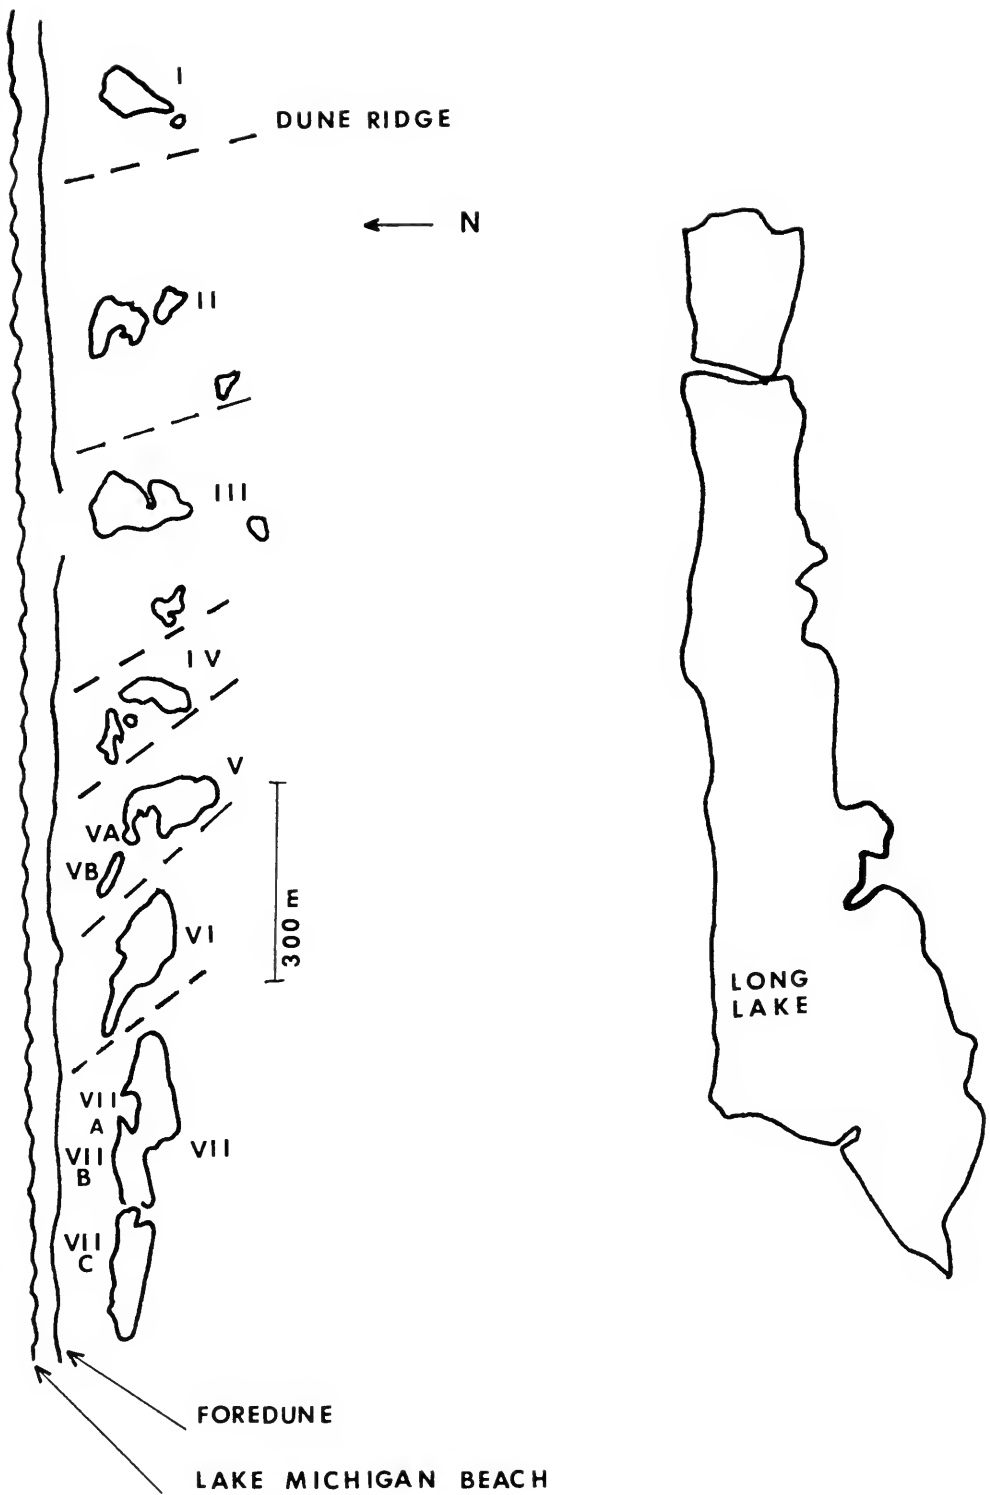 I
DUNE RIDGE
N
II
III
IV
V
VA
VB
300 m
VI
LONG
LAKE
VII
A
VII
B
VII
VII
C
FOREDUNE
LAKE MICHIGAN BEACH